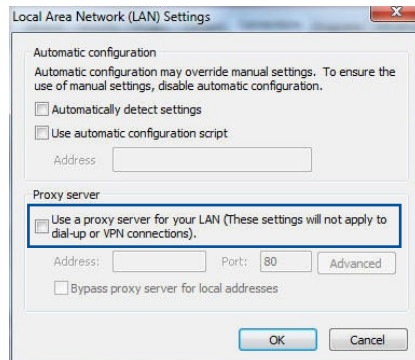 Local Area Network (LAN) Settings
Automatic configuration
Automatic configuration may override manual settings. To ensure the
use of manual settings, disable automatic configuration.
Automatically detect settings
Use automatic configuration script
Address
Proxy server
Use a proxy server for your LAN (These settings will not apply to
dial-up or VPN connections).
Address: Port: 80 Advanced
Bypass proxy server for local addresses
OK Cancel